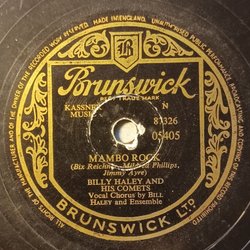 MADE IN ENGLAND.
Brunswick
REGD TRADE MARK
KASSNER
MUSIC
N
87326
05405
MAMBO ROCK
(Bix Reichner, Mildred Phillips,
Jimmy Ayre)
BILLY HALEY AND
HIS COMETS
Vocal Chorus by BILL
HALEY and Ensemble
BRUNSWICK LTD